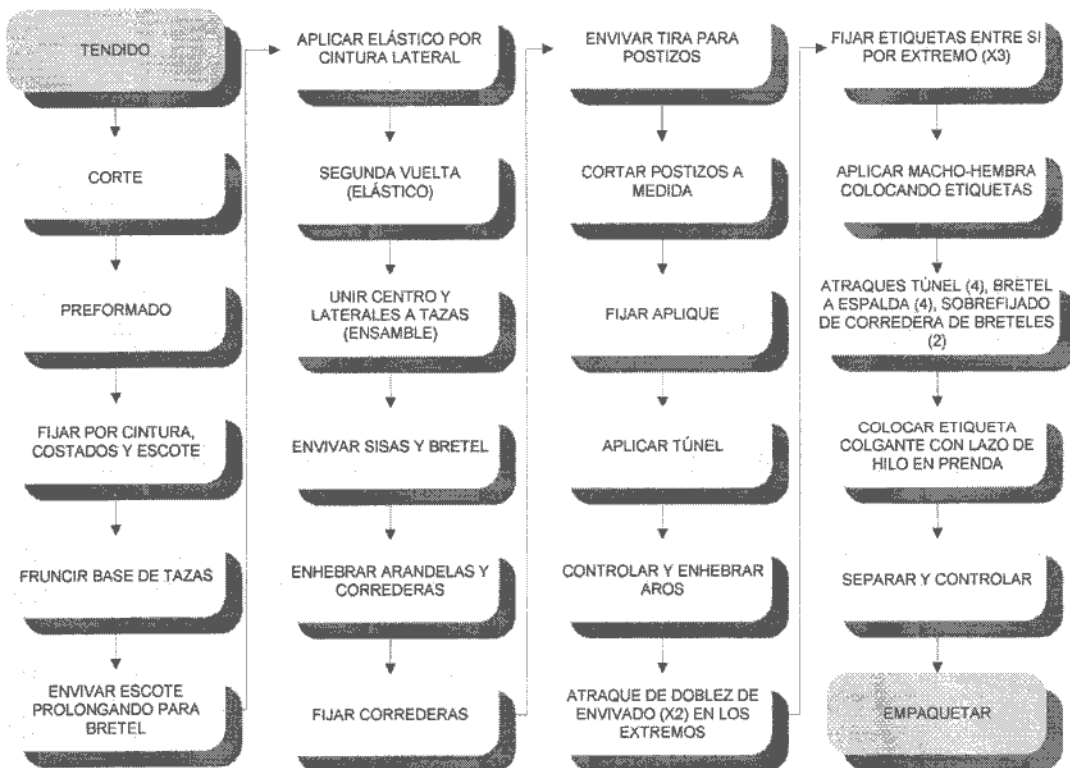 TENDIDO
CORTE
PREFORMADO
FIJAR POR CINTURA,
COSTADOS Y ESCOTE
FRUNCIR BASE DE TAZAS
ENVIVAR ESCOTE
PROLONGANDO PARA
BRETEL
APLICAR ELÁSTICO POR
CINTURA LATERAL
SEGUNDA VUELTA
(ELÁSTICO)
UNIR CENTRO Y
LATERALES A TAZAS
(ENSAMBLE)
ENVIVAR SISAS Y BRETEL
ENHEBRAR ARANDELAS Y
CORREDERAS
FIJAR CORREDERAS
ENVIVAR TIRA PARA
POSTIZOS
CORTAR POSTIZOS A
MEDIDA
FIJAR APLIQUE
APLICAR TÚNEL
CONTROLAR Y ENHEBRAR
AROS
ATRAQUE DE DOBLEZ DE
ENVIVADO (X2) EN LOS
EXTREMOS
FIJAR ETIQUETAS ENTRE SI
POR EXTREMO (X3)
APLICAR MACHO-HEMBRA
COLOCANDO ETIQUETAS
ATRAQUES TÚNEL (4), BRETEL
A ESPALDA (4), SOBREFIJADO
DE CORREDERA DE BRETELES
(2)
COLOCAR ETIQUETA
COLGANTE CON LAZO DE
HILO EN PRENDA
SEPARAR Y CONTROLAR
EMPAQUETAR